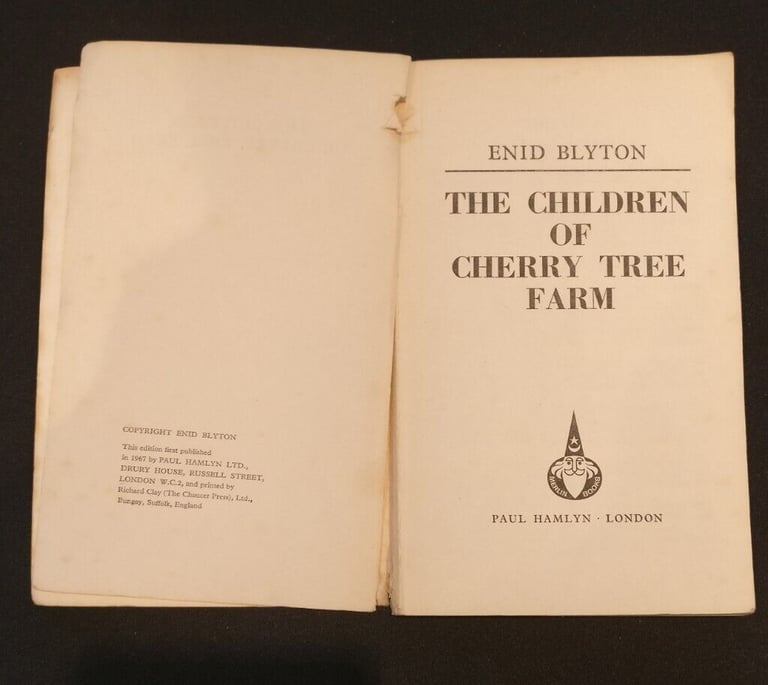 COPYRIGHT ENID BLYTON
This edition first published
in 1967 by PAUL HAMLYN LTD.,
DRURY HOUSE, RUSSELL STREET,
LONDON W.C.2, and printed by
Richard Clay (The Chaucer Press), Ltd.,
Bungay, Suffolk, England
ENID BLYTON
THE CHILDREN
OF
CHERRY TREE
FARM
MERLIN BOOKS
PAUL HAMLYN · LONDON